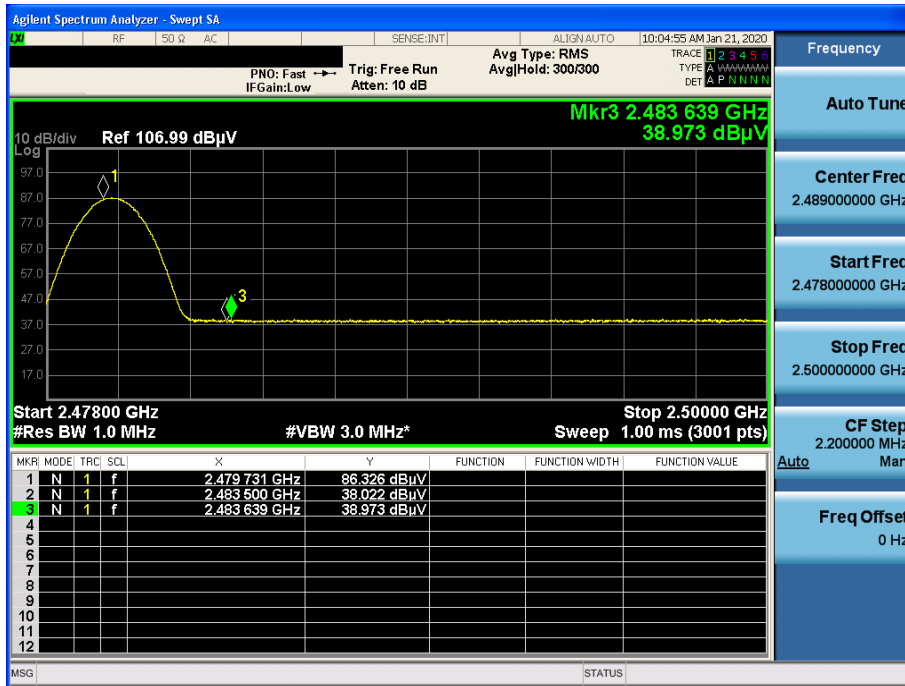 Agilent Spectrum Analyzer - Swept SA
LXI RF 50 Ω AC SENSE:INT ALIGN AUTO 10:04:55 AM Jan 21, 2020
Frequency
PNO: Fast Trig: Free Run Avg Type: RMS TRACE 1 2 3 4 5 6
IFGain:Low Atten: 10 dB Avg|Hold: 300/300 TYPE A WWWWW
DET A P N N N N
Auto Tune
Mkr3 2.483 639 GHz
38.973 dBµV
10 dB/div Ref 106.99 dBµV
Log
97.0
87.0
77.0
67.0
57.0
47.0
37.0
27.0
17.0
1
3
Center Freq
2.489000000 GHz
Start Freq
2.478000000 GHz
Stop Freq
2.500000000 GHz
Start 2.47800 GHz Stop 2.50000 GHz
#Res BW 1.0 MHz #VBW 3.0 MHz* Sweep 1.00 ms (3001 pts)
CF Step
2.200000 MHz
Auto Man
MKR MODE TRC SCL X Y FUNCTION FUNCTION WIDTH FUNCTION VALUE
1 N 1 f 2.479 731 GHz 86.326 dBµV
2 N 1 f 2.483 500 GHz 38.022 dBµV
3 N 1 f 2.483 639 GHz 38.973 dBµV
4
5
6
7
8
9
10
11
12
Freq Offset
0 Hz
MSG STATUS